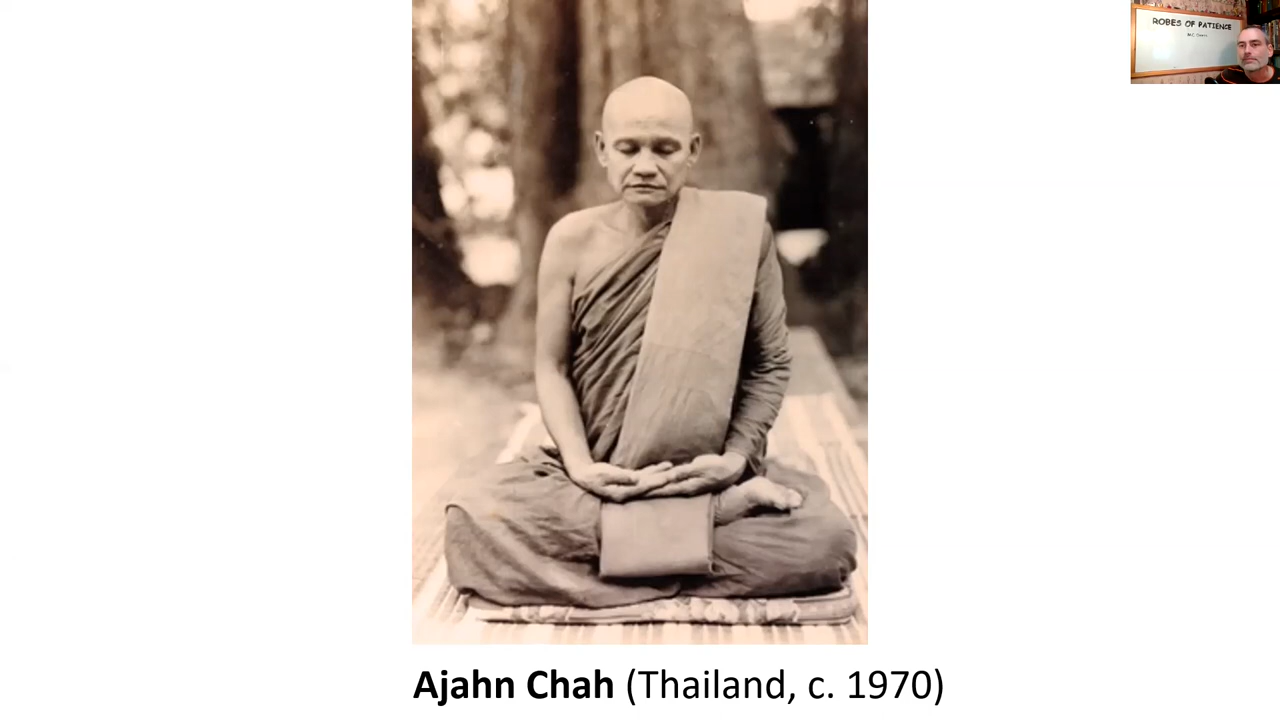 ROBES OF PATIENCE
Ajahn Chah (Thailand, c. 1970)